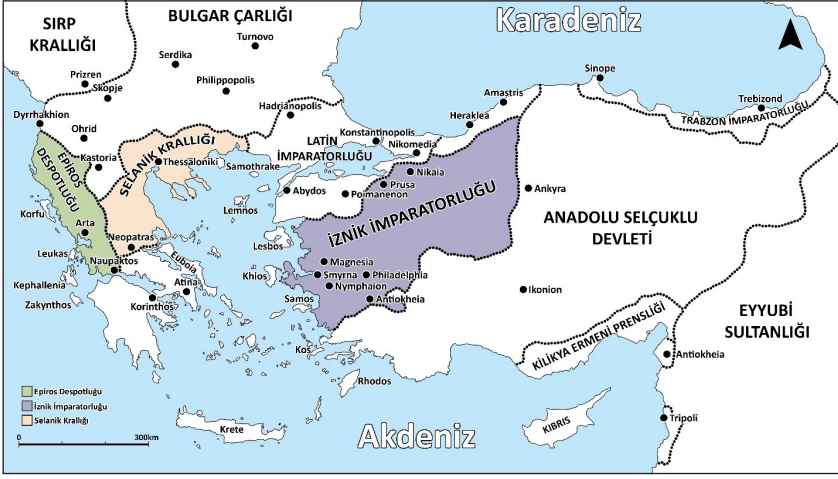 SIRP
KRALLIĞI
BULGAR ÇARLIĞI
Karadeniz
Turnovo
Serdika
Philippopolis
Prizren
Skopje
Hadrianopolis
Dyrrhakhion
Ohrid
Kastoria
EPİROS
DESPOTLUĞU
SELANİK KRALLIĞI
Thessaloniki
Samothrake
LATİN
İMPARATORLUĞU
Konstantinopolis
Nikomedia
Heraklea
Amastris
Sinope
Trebizond
TRABZON İMPARATORLUĞU
Nikaia
Prusa
Poimanenon
Abydos
Lemnos
İZNİK İMPARATORLUĞU
Ankyra
ANADOLU SELÇUKLU
DEVLETİ
Korfu
Arta
Neopatras
Leukas
Naupaktos
Euboia
Lesbos
Magnesia
Smyrna
Philadelphia
Nymphaion
Antiokheia
Khios
Kephallenia
Zakynthos
Korinthos
Atina
Samos
Ikonion
EYYUBİ
SULTANLIĞI
KİLİKYA ERMENİ PRENSLİĞİ
Antiokheia
Kos
Rhodos
Tripoli
KIBRIS
Krete
Akdeniz
Epiros Despotluğu
İznik İmparatorluğu
Selanik Krallığı
0
300km